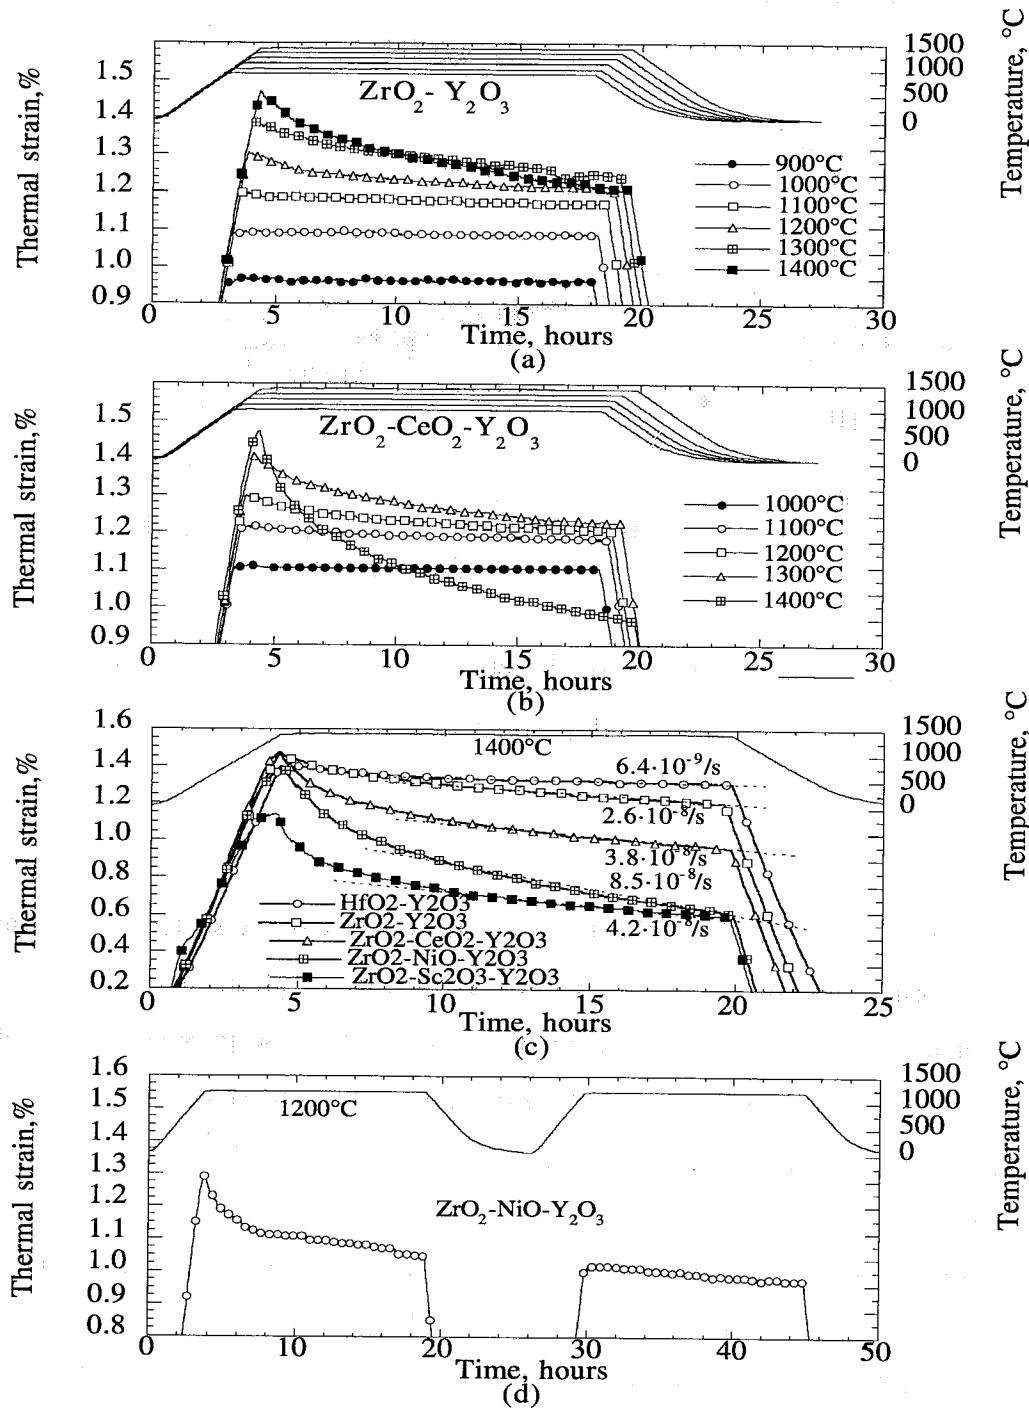 Thermal strain,%
1.5
1.4
1.3
1.2
1.1
1.0
0.9
ZrO2- Y2O3
1500
1000
500
0
Temperature, °C
900°C
1000°C
1100°C
1200°C
1300°C
1400°C
0 5 10 15 20 25 30
Time, hours
(a)
Thermal strain,%
1.5
1.4
1.3
1.2
1.1
1.0
0.9
ZrO2-CeO2-Y2O3
1500
1000
500
0
Temperature, °C
1000°C
1100°C
1200°C
1300°C
1400°C
0 5 10 15 20 25 30
Time, hours
(b)
Thermal strain,%
1.6
1.4
1.2
1.0
0.8
0.6
0.4
0.2
1400°C
1500
1000
500
0
Temperature, °C
6.4·10-9/s
2.6·10-8/s
3.8·10-8/s
8.5·10-8/s
4.2·10-8/s
HfO2-Y2O3
ZrO2-Y2O3
ZrO2-CeO2-Y2O3
ZrO2-NiO-Y2O3
ZrO2-Sc2O3-Y2O3
0 5 10 15 20 25
Time, hours
(c)
Thermal strain,%
1.6
1.5
1.4
1.3
1.2
1.1
1.0
0.9
0.8
1200°C
1500
1000
500
0
Temperature, °C
ZrO2-NiO-Y2O3
0 10 20 30 40 50
Time, hours
(d)